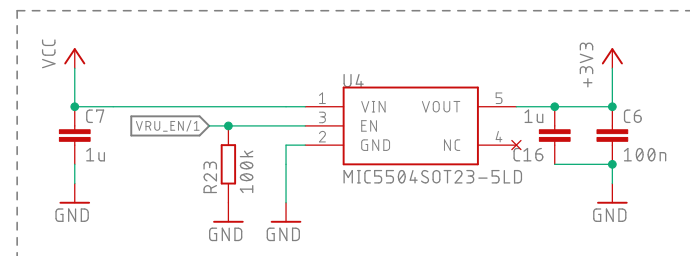 VCC
+3V3
U4
C7
1u
VRU_EN/1
1 VIN VOUT 5
3 EN
2 GND NC 4
1u
C6
C16
100n
R23
100k
MIC5504SOT23-5LD
GND
GND
GND
GND